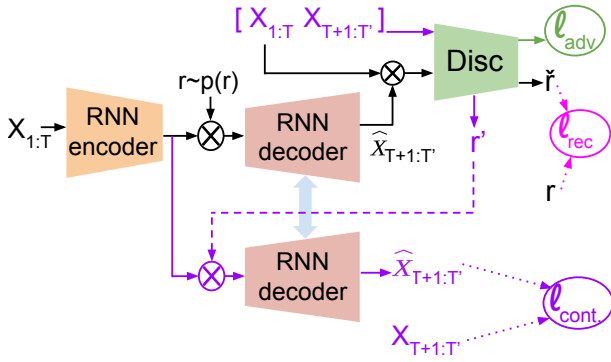 [ X1:T XT+1:T' ]
ℓadv
r~p(r)
Disc
ř
X1:T
RNN
encoder
RNN
decoder
X̂T+1:T'
r'
ℓrec
r
RNN
decoder
X̂T+1:T'
ℓcont.
XT+1:T'